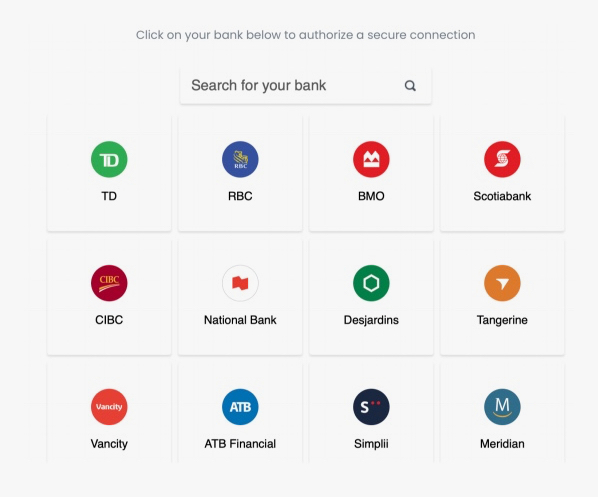 Click on your bank below to authorize a secure connection
Search for your bank
TD
RBC
TD
RBC
BMO
Scotiabank
CIBC
CIBC
National Bank
Desjardins
Tangerine
Vancity
ATB
S
M
Vancity
ATB Financial
Simplii
Meridian